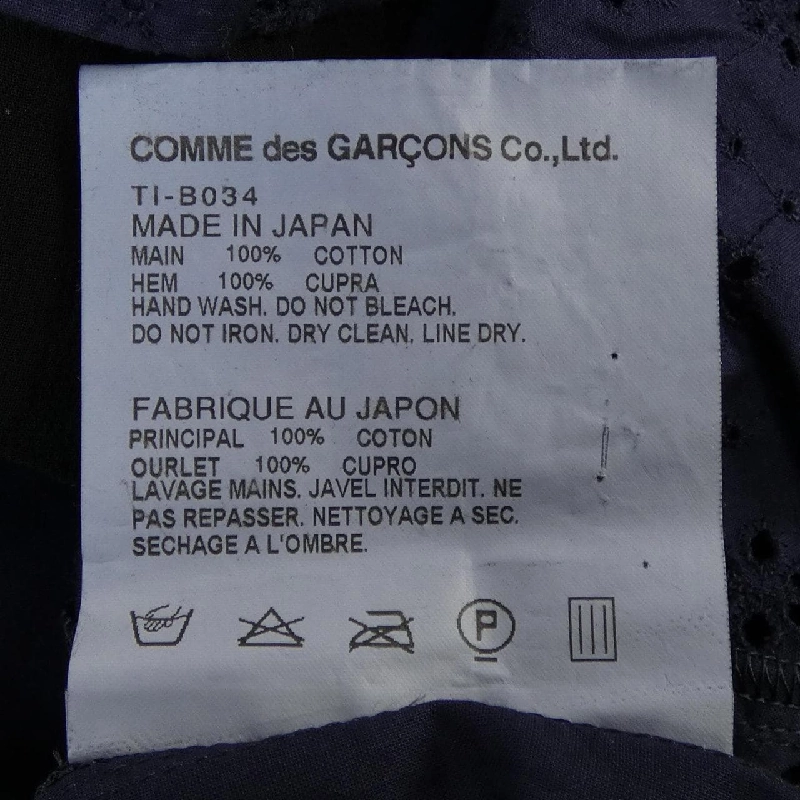 COMME des GARÇONS Co.,Ltd.
TI-B034
MADE IN JAPAN
MAIN 100% COTTON
HEM 100% CUPRA
HAND WASH. DO NOT BLEACH.
DO NOT IRON. DRY CLEAN. LINE DRY.
FABRIQUE AU JAPON
PRINCIPAL 100% COTON
OURLET 100% CUPRO
LAVAGE MAINS. JAVEL INTERDIT. NE
PAS REPASSER. NETTOYAGE A SEC.
SECHAGE A L'OMBRE.
P